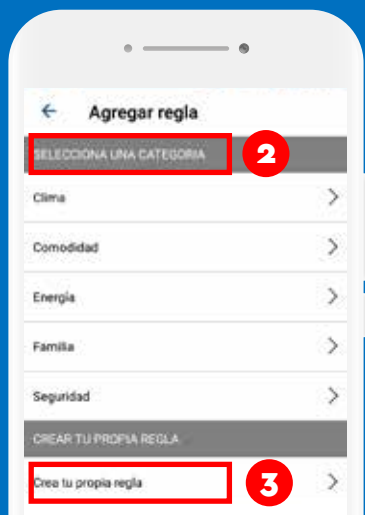 Agregar regla
SELECCIONA UNA CATEGORIA
2
Clima
Comodidad
Energía
Familia
Seguridad
CREAR TU PROPIA REGLA
Crea tu propia regla
3